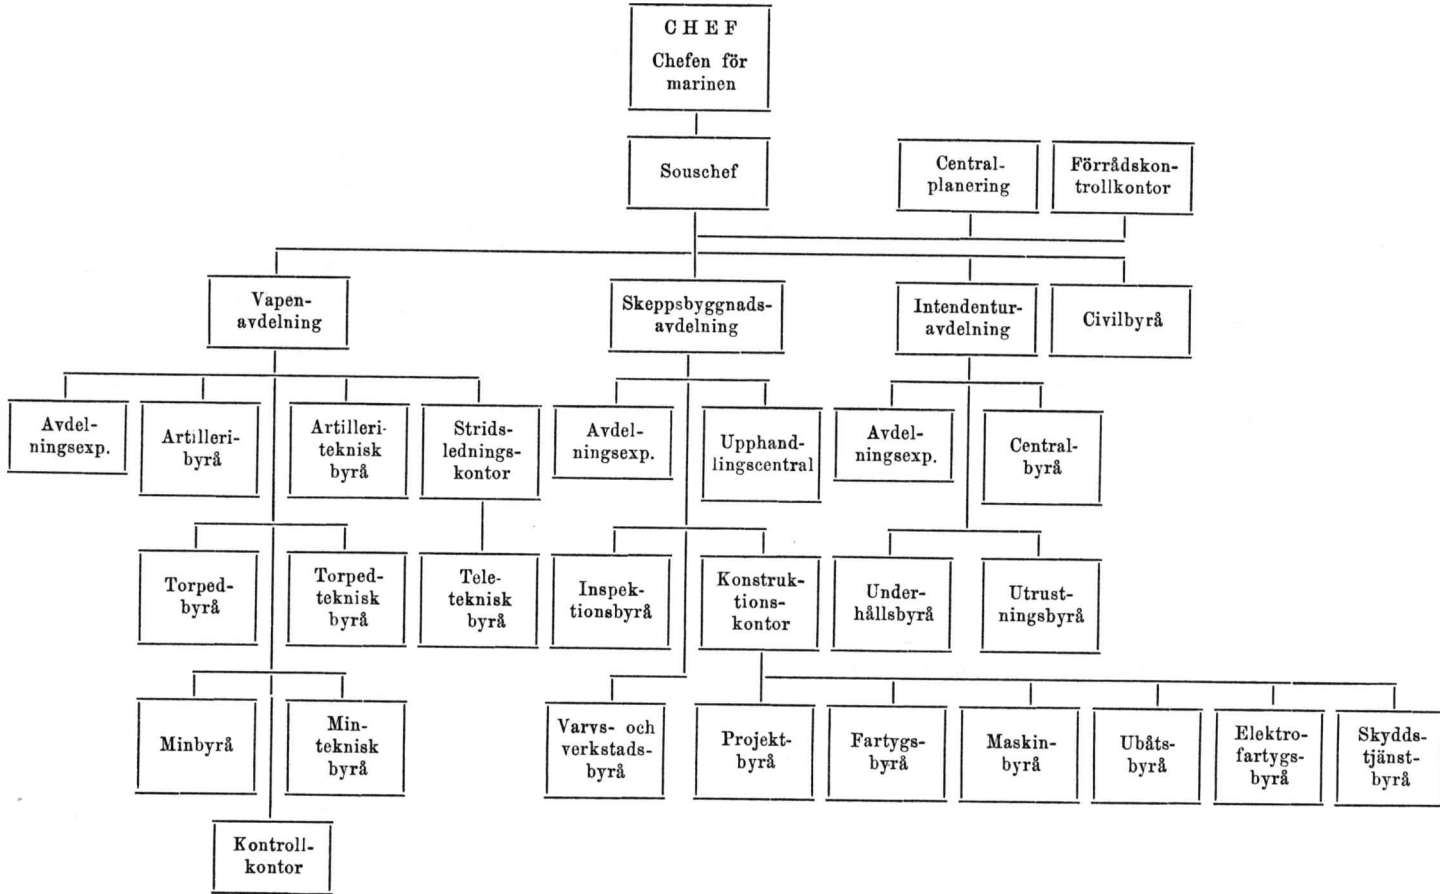 CHEF
Chefen för
marinen
Souschef
Central-
planering
Förrådskon-
trollkontor
Vapen-
avdelning
Skeppsbyggnads-
avdelning
Intendentur-
avdelning
Civilbyrå
Avdel-
ningsexp.
Artilleri-
byrå
Artilleri-
teknisk
byrå
Strids-
lednings-
kontor
Avdel-
ningsexp.
Upphand-
lingscentral
Avdel-
ningsexp.
Central-
byrå
Torped-
byrå
Torped-
teknisk
byrå
Tele-
teknisk
byrå
Inspek-
tionsbyrå
Konstruk-
tions-
kontor
Under-
hållsbyrå
Utrust-
ningsbyrå
Minbyrå
Min-
teknisk
byrå
Varvs- och
verkstads-
byrå
Projekt-
byrå
Fartygs-
byrå
Maskin-
byrå
Ubåts-
byrå
Elektro-
fartygs-
byrå
Skydds-
tjänst-
byrå
Kontroll-
kontor